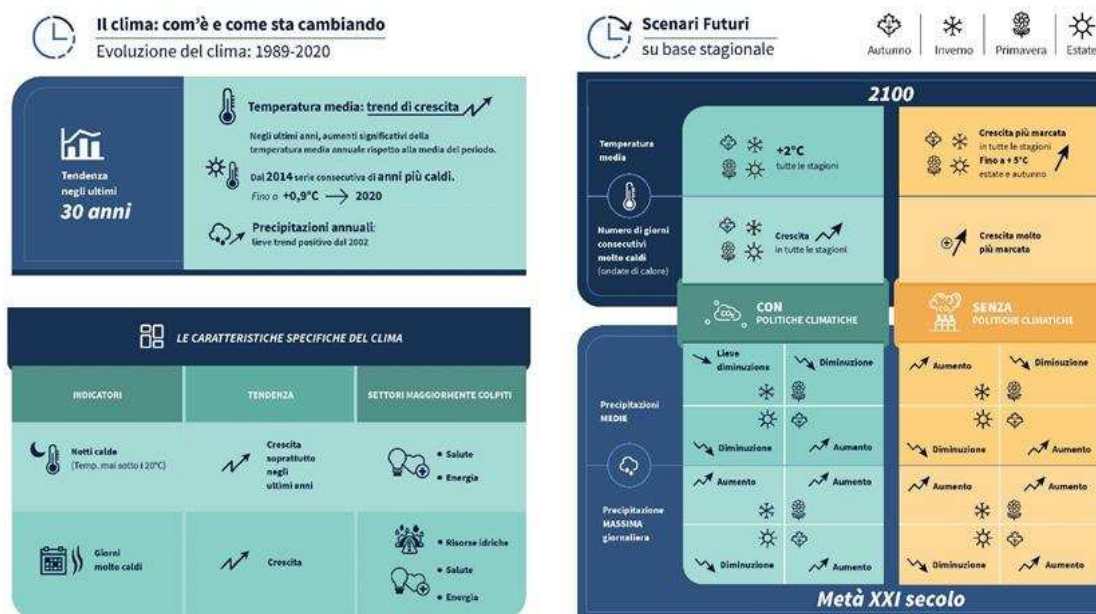 Il clima: com'è e come sta cambiando
Evoluzione del clima: 1989-2020
Tendenza
negli ultimi
30 anni
Temperatura media: trend di crescita
Negli ultimi anni, aumenti significativi della
temperatura media annuale rispetto alla media del periodo.
Dal 2014 serie consecutiva di anni più caldi.
Fino a +0,9°C → 2020
Precipitazioni annuali:
lieve trend positivo dal 2002
LE CARATTERISTICHE SPECIFICHE DEL CLIMA
INDICATORI
TENDENZA
SETTORI MAGGIORMENTE COLPITI
Notti calde
(Temp. mai sotto i 20°C)
Crescita
soprattutto
negli
ultimi anni
• Salute
• Energia
Giorni
molto caldi
Crescita
• Risorse idriche
• Salute
• Energia
Scenari Futuri
su base stagionale
Autunno
Inverno
Primavera
Estate
2100
Temperatura
media
+2°C
tutte le stagioni
Crescita più marcata
in tutte le stagioni
Fino a + 5°C
estate e autunno
Numero di giorni
consecutivi
molto caldi
(ondate di calore)
Crescita
in tutte le stagioni
Crescita molto
più marcata
CO₂
CON
POLITICHE CLIMATICHE
CO₂
SENZA
POLITICHE CLIMATICHE
Precipitazioni
MEDIE
Lieve
diminuzione
Diminuzione
Aumento
Diminuzione
Diminuzione
Aumento
Diminuzione
Aumento
Precipitazione
MASSIMA
giornaliera
Aumento
Aumento
Aumento
Aumento
Diminuzione
Aumento
Diminuzione
Aumento
Metà XXI secolo